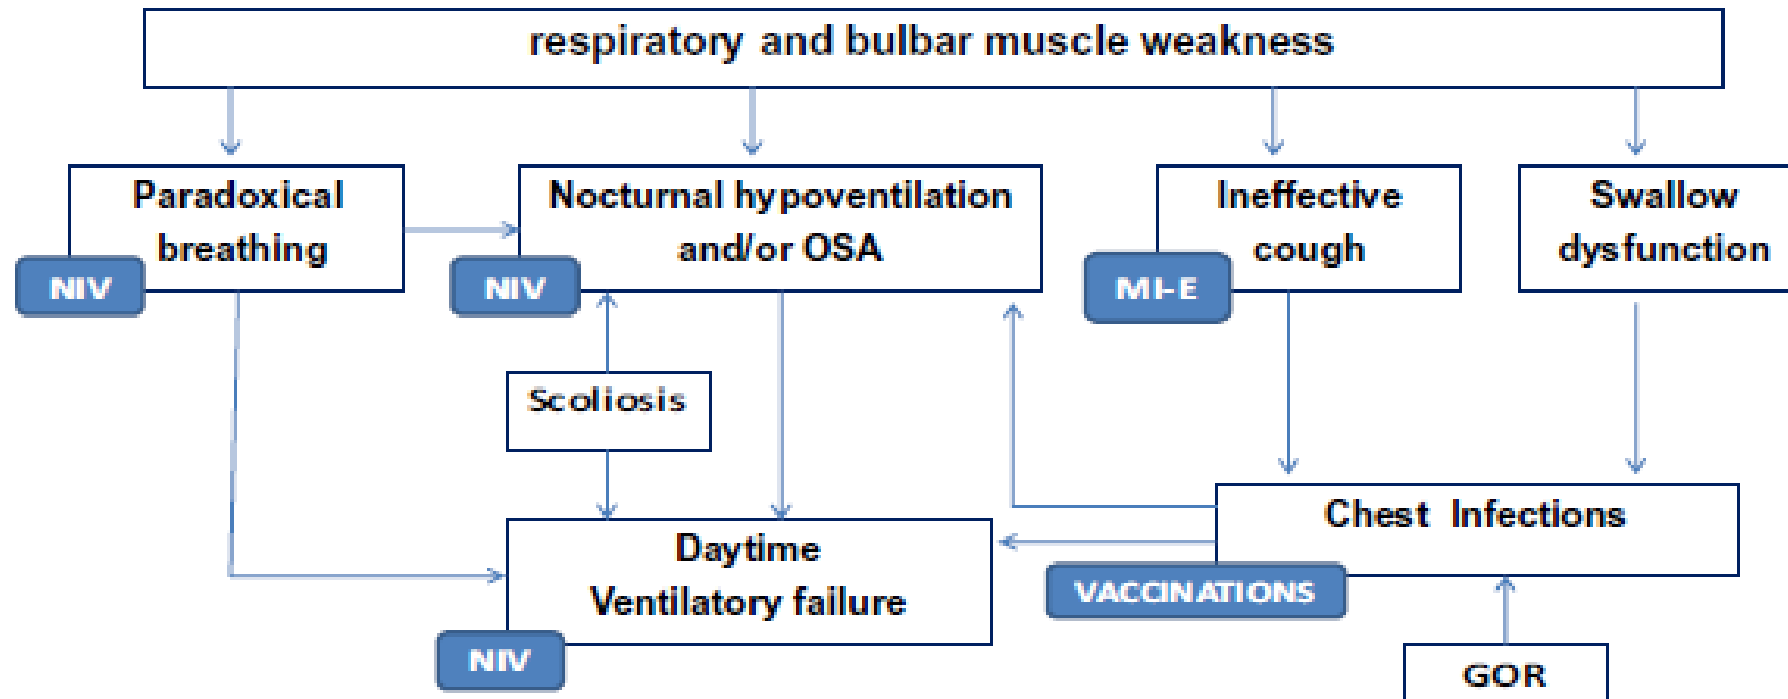 respiratory and bulbar muscle weakness
Paradoxical
breathing
NIV
Nocturnal hypoventilation
and/or OSA
NIV
Ineffective
cough
MI-E
Swallow
dysfunction
Scoliosis
Chest Infections
VACCINATIONS
Daytime
Ventilatory failure
NIV
GOR